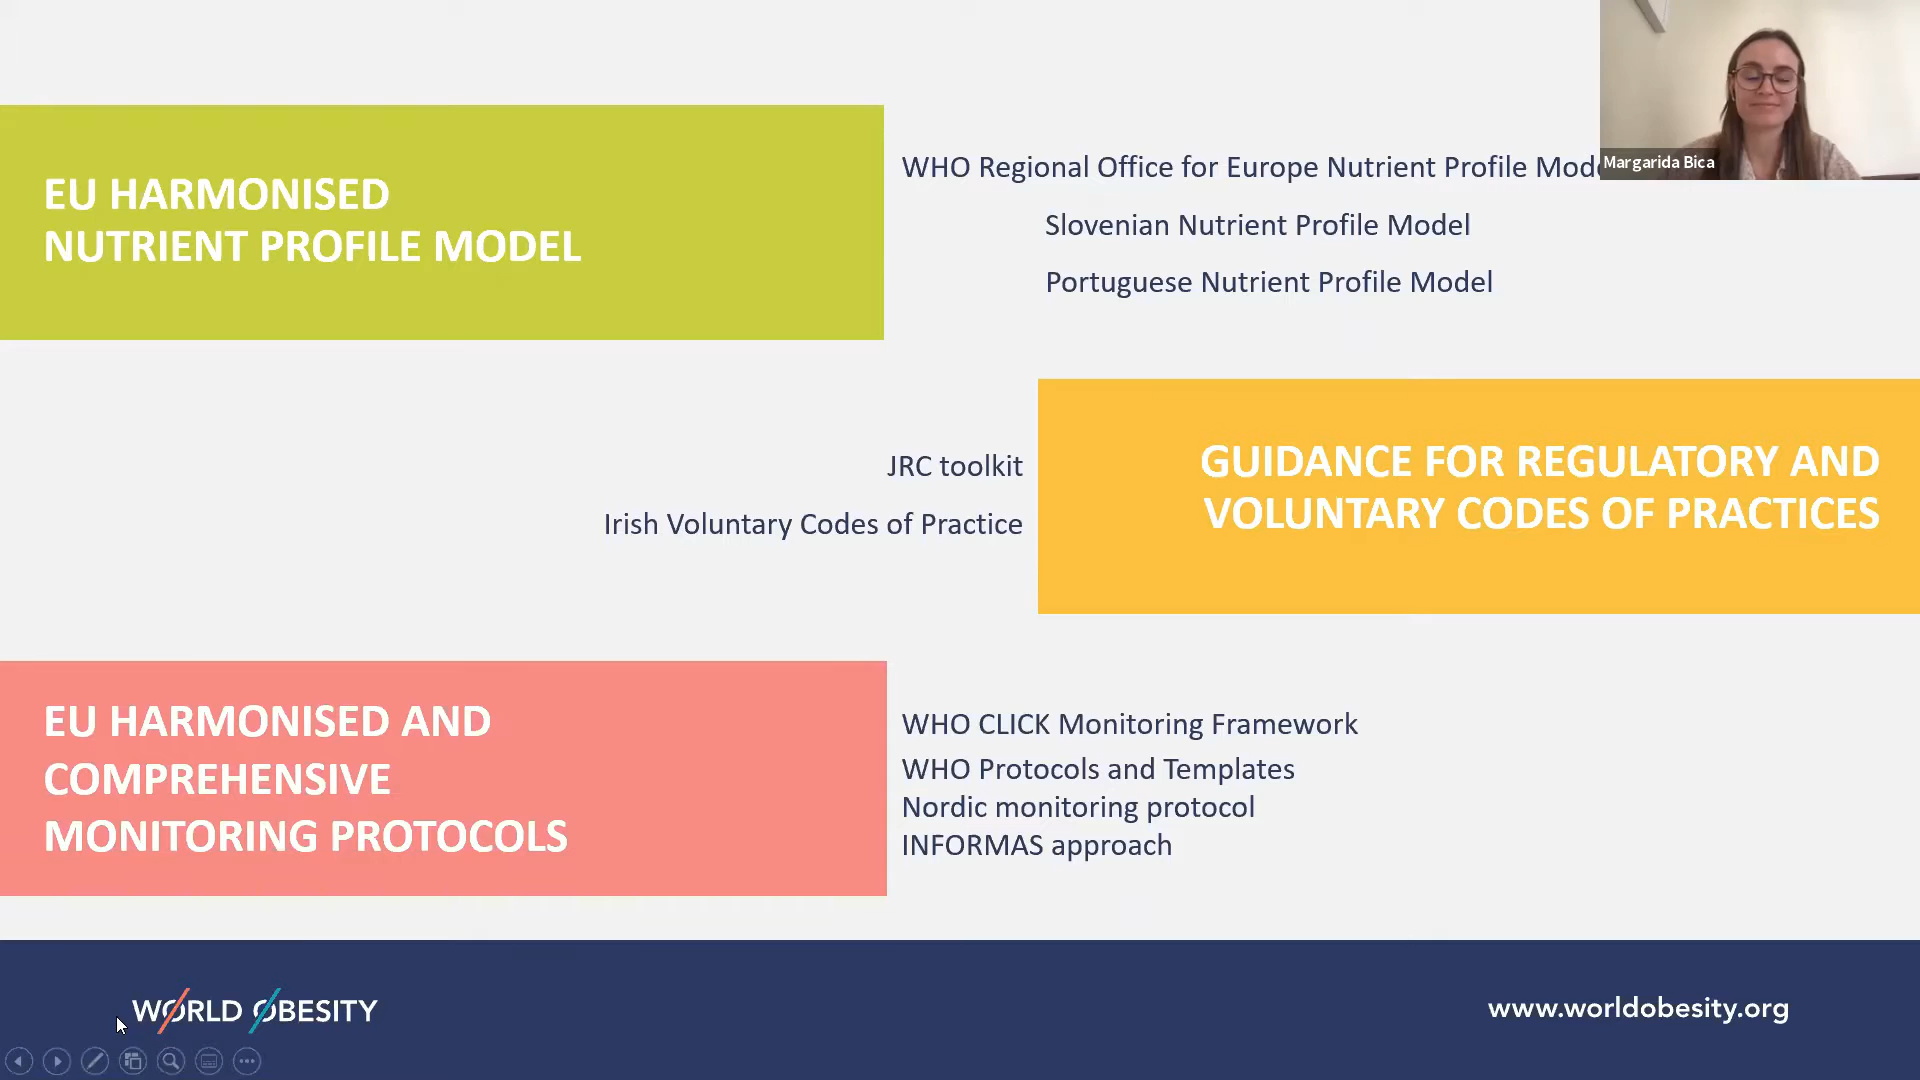 EU HARMONISED
NUTRIENT PROFILE MODEL
WHO Regional Office for Europe Nutrient Profile
Slovenian Nutrient Profile Model
Portuguese Nutrient Profile Model
Margarida Bica
JRC toolkit
Irish Voluntary Codes of Practice
GUIDANCE FOR REGULATORY AND
VOLUNTARY CODES OF PRACTICES
EU HARMONISED AND
COMPREHENSIVE
MONITORING PROTOCOLS
WHO CLICK Monitoring Framework
WHO Protocols and Templates
Nordic monitoring protocol
INFORMAS approach
WORLD OBESITY
www.worldobesity.org